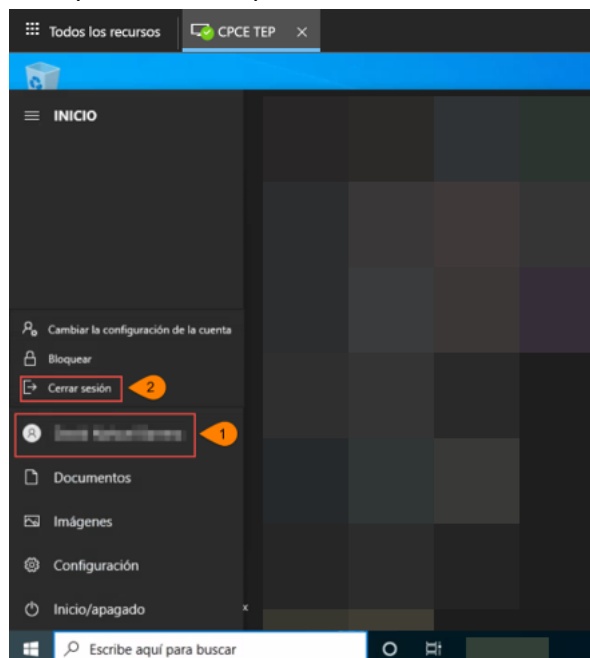 Todos los recursos
CPCE TEP
INICIO
Cambiar la configuración de la cuenta
Bloquear
Cerrar sesión
2
1
Documentos
Imágenes
Configuración
Inicio/apagado
Escribe aquí para buscar